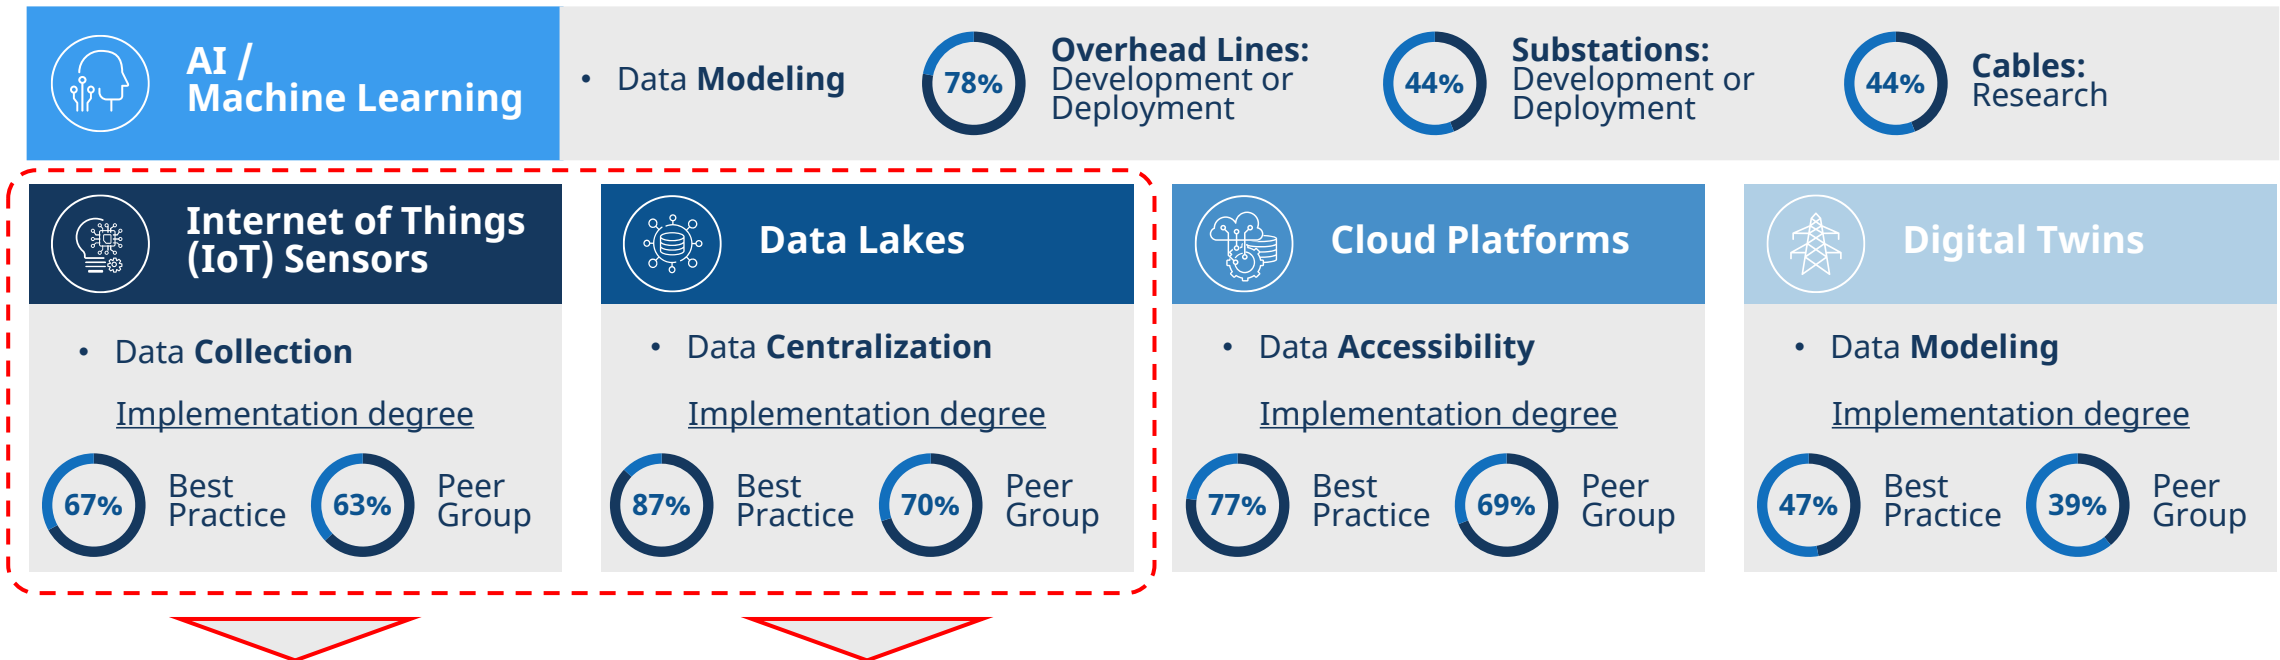 AI /
Machine Learning
• Data Modeling
78%
Overhead Lines:
Development or
Deployment
44%
Substations:
Development or
Deployment
44%
Cables:
Research
Internet of Things
(IoT) Sensors
• Data Collection
Implementation degree
67%
Best
Practice
63%
Peer
Group
Data Lakes
• Data Centralization
Implementation degree
87%
Best
Practice
70%
Peer
Group
Cloud Platforms
• Data Accessibility
Implementation degree
77%
Best
Practice
69%
Peer
Group
Digital Twins
• Data Modeling
Implementation degree
47%
Best
Practice
39%
Peer
Group